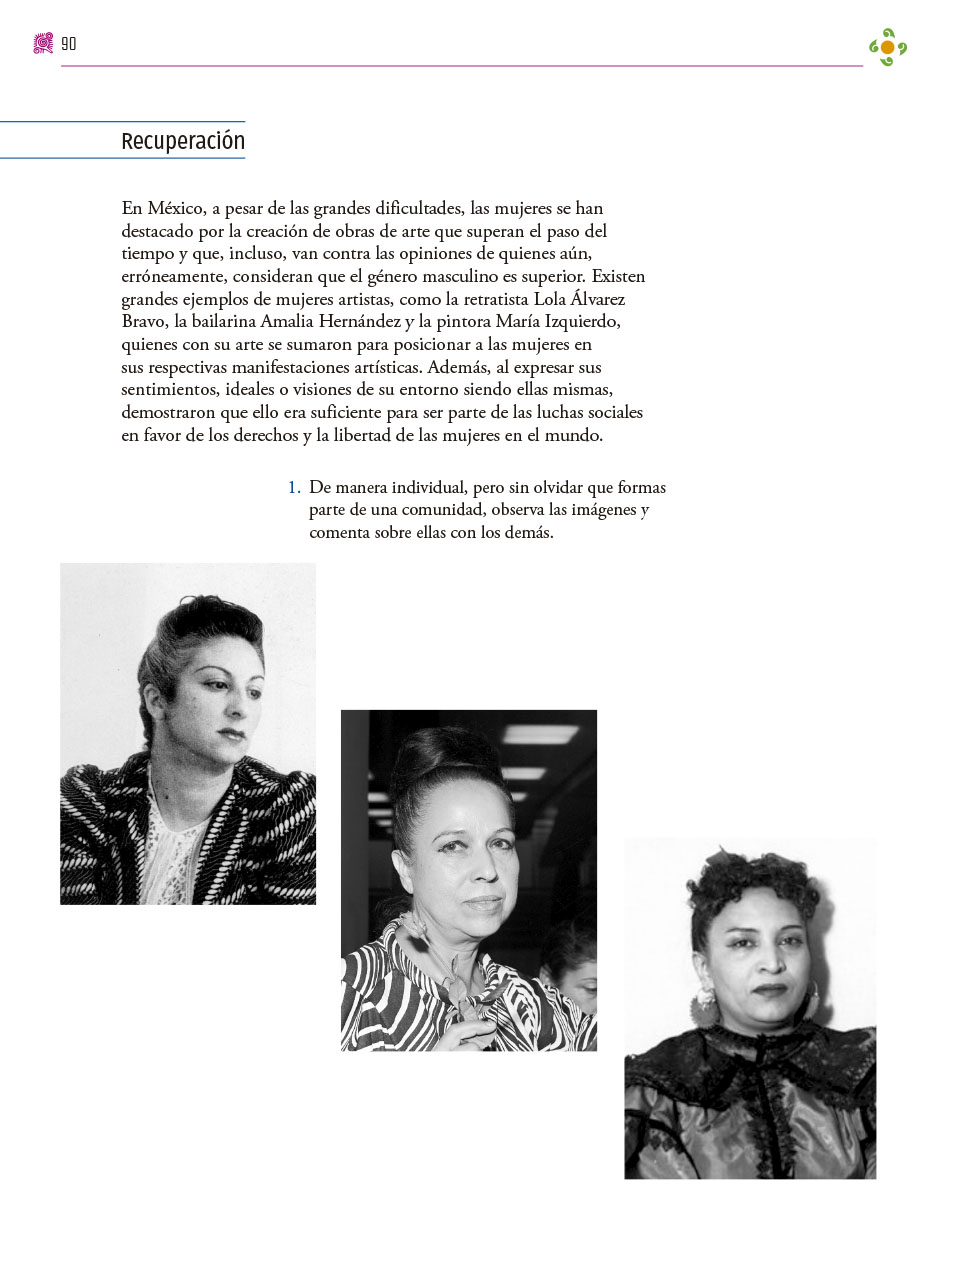 90
Recuperación
En México, a pesar de las grandes dificultades, las mujeres se han
destacado por la creación de obras de arte que superan el paso del
tiempo y que, incluso, van contra las opiniones de quienes aún,
erróneamente, consideran que el género masculino es superior. Existen
grandes ejemplos de mujeres artistas, como la retratista Lola Álvarez
Bravo, la bailarina Amalia Hernández y la pintora María Izquierdo,
quienes con su arte se sumaron para posicionar a las mujeres en
sus respectivas manifestaciones artísticas. Además, al expresar sus
sentimientos, ideales o visiones de su entorno siendo ellas mismas,
demostraron que ello era suficiente para ser parte de las luchas sociales
en favor de los derechos y la libertad de las mujeres en el mundo.
1. De manera individual, pero sin olvidar que formas
parte de una comunidad, observa las imágenes y
comenta sobre ellas con los demás.